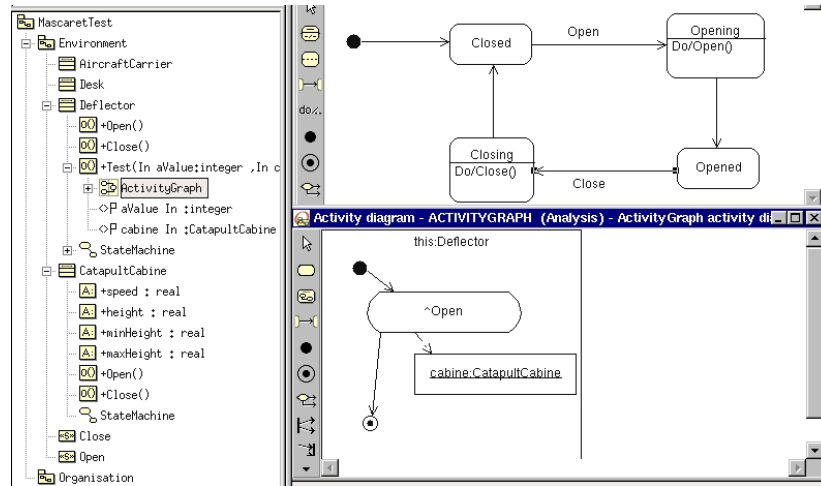 MascaretTest
Environment
AircraftCarrier
Desk
Deflector
+Open()
+Close()
+Test(In aValue:integer ,In c
ActivityGraph
aValue In :integer
cabine In :CatapultCabine
StateMachine
CatapultCabine
+speed : real
+height : real
+minHeight : real
+maxHeight : real
+Open()
+Close()
StateMachine
Close
Open
Organisation
do/.
Closed
Open
Opening
Do/Open()
Closing
Do/Close()
Opened
Close
Activity diagram - ACTIVITYGRAPH (Analysis) - ActivityGraph activity
this:Deflector
^Open
cabine:CatapultCabine